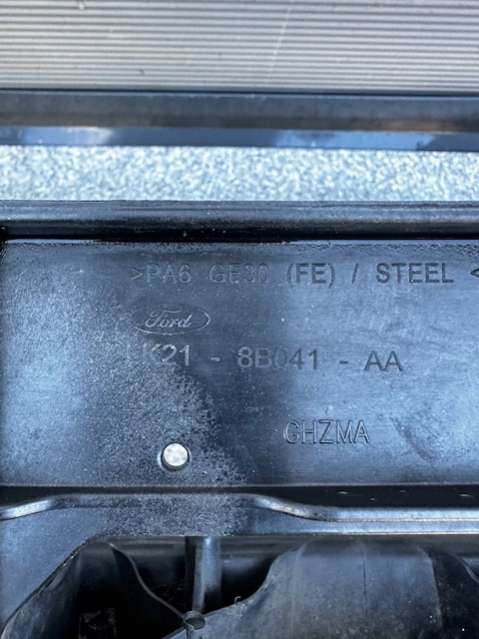 >PA6 GF30 (FE) / STEEL <
Ford
K21 - 8B041 - AA
GHZMA